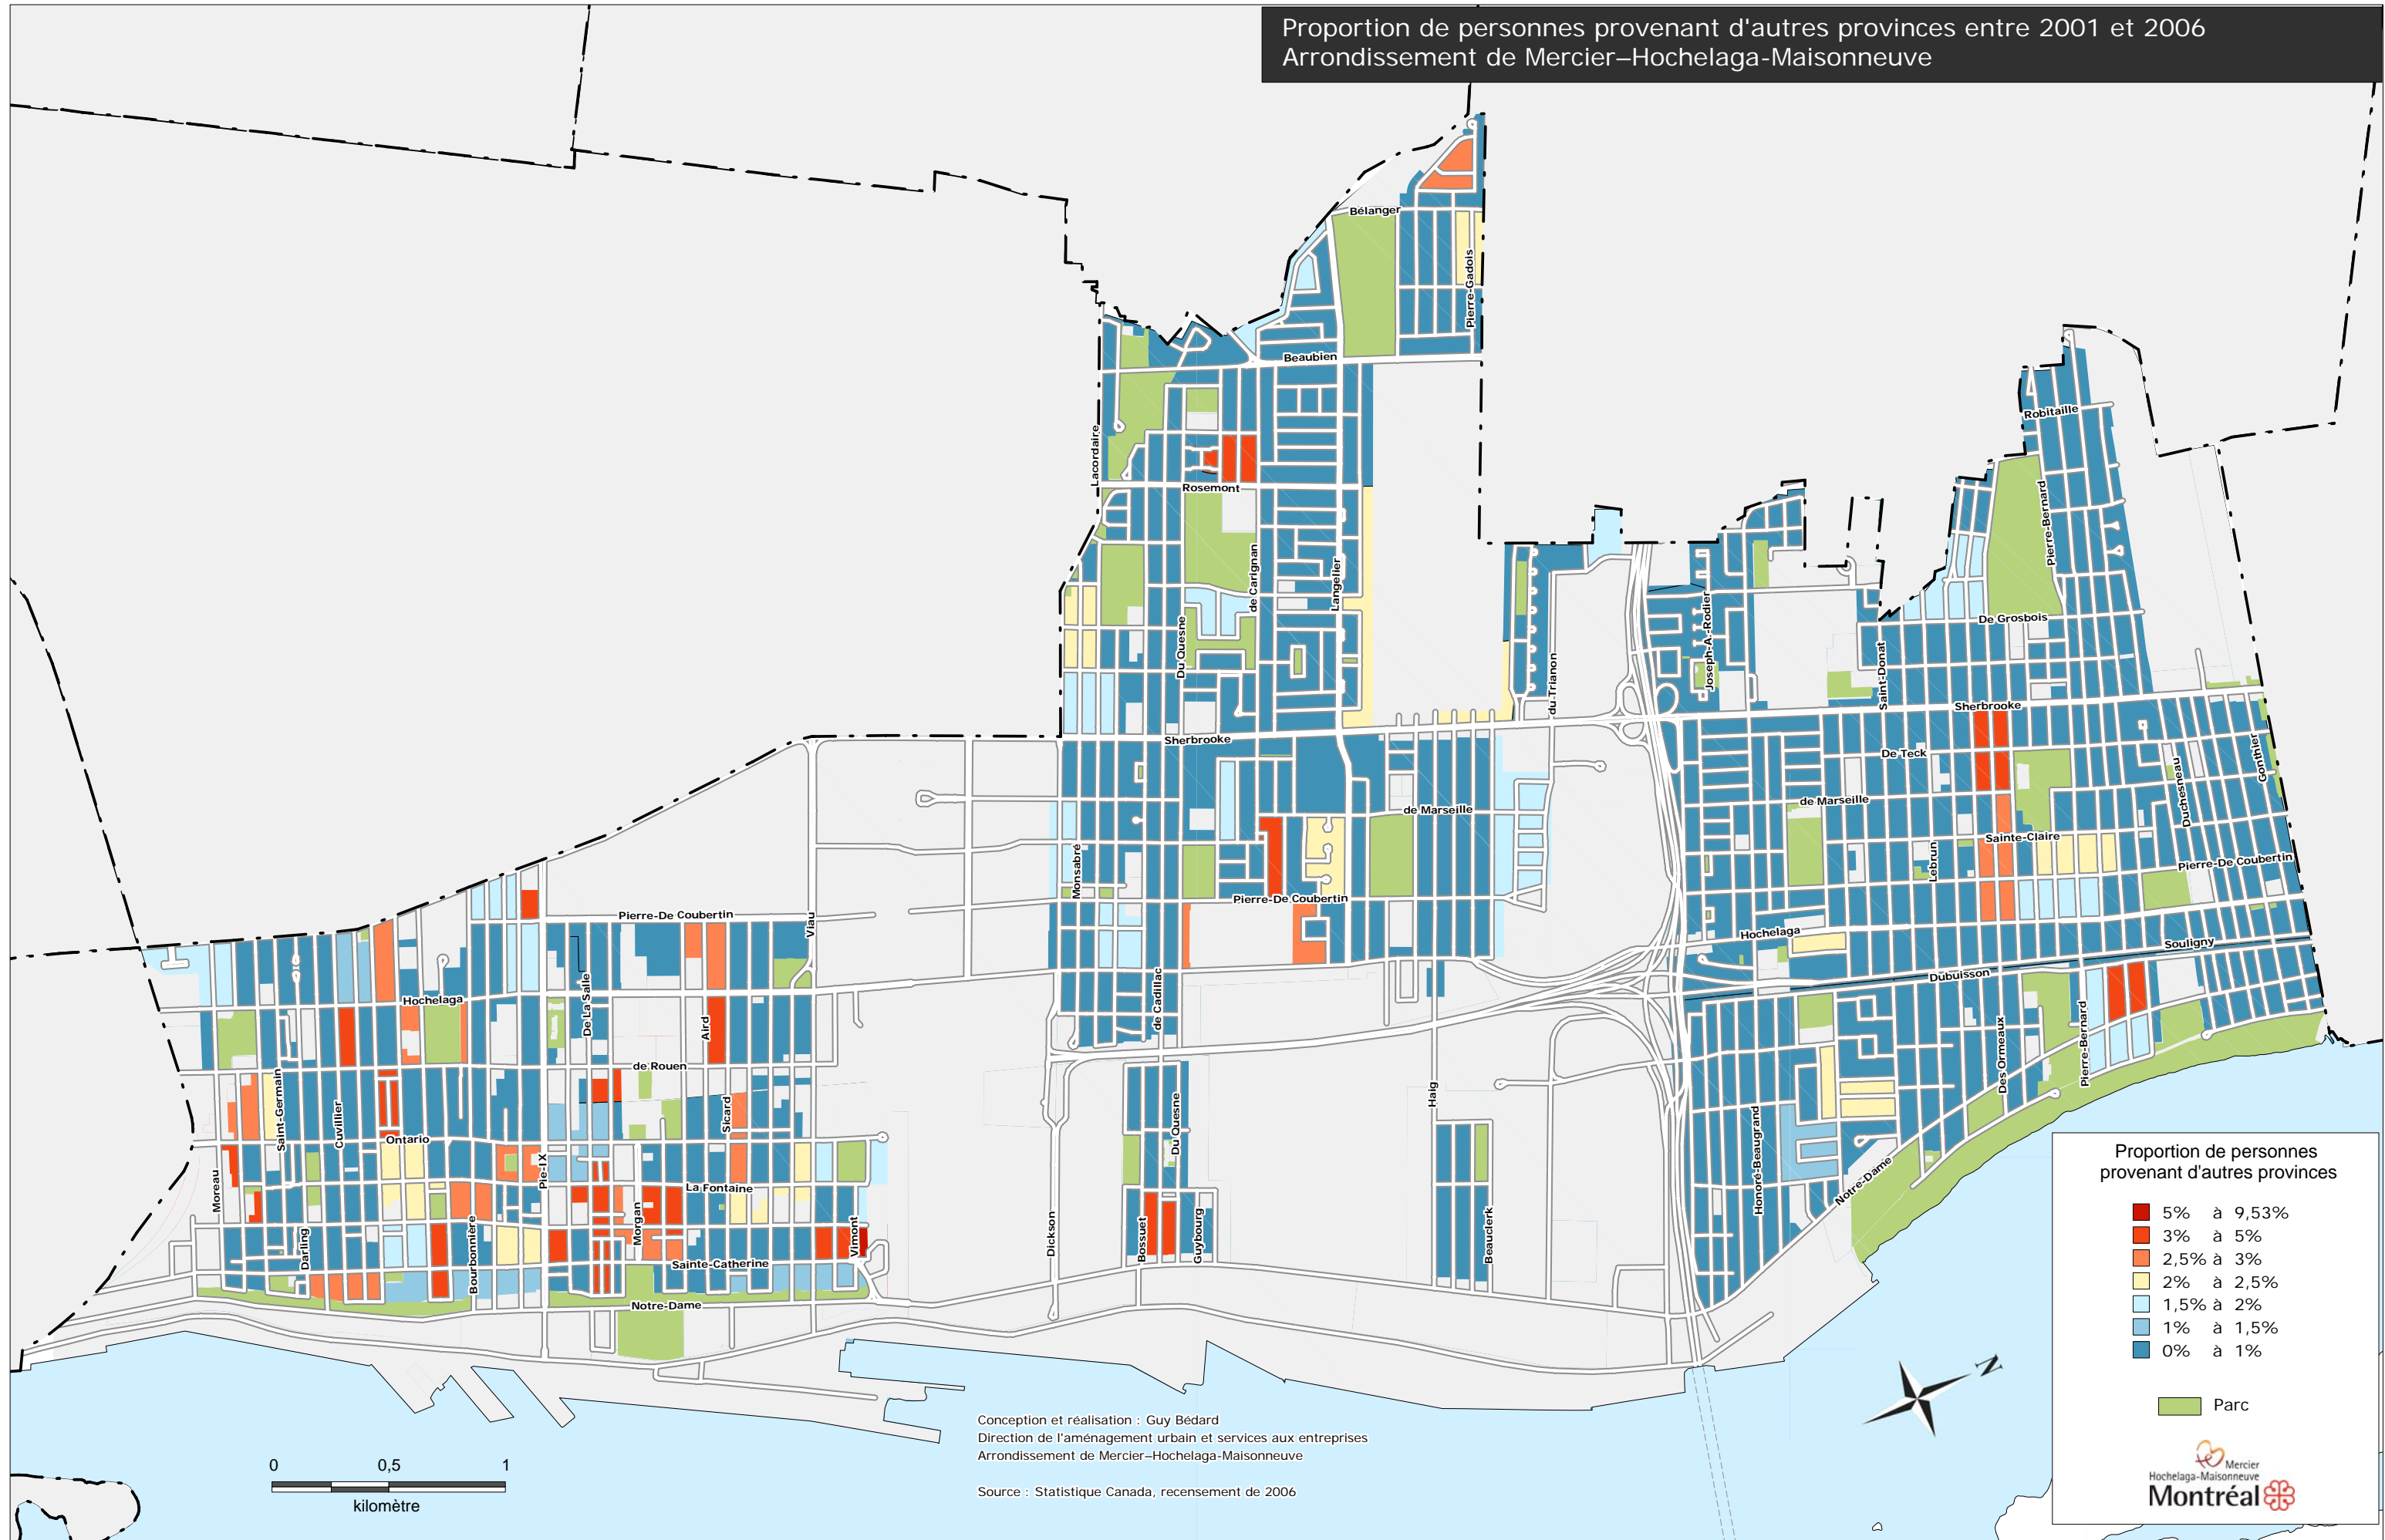 Proportion de personnes provenant d'autres provinces entre 2001 et 2006
Arrondissement de Mercier–Hochelaga-Maisonneuve
Bélanger
Pierre-Gadois
Beaubien
Robitaille
Lacordaire
Rosemont
Pierre-Bernard
de Carignan
Langelier
Joseph-A.-Rodier
De Grosbois
Du Quesne
du Trianon
Saint-Donat
Sherbrooke
Sherbrooke
De Teck
Gonthier
Duchesneau
de Marseille
de Marseille
Sainte-Claire
Lebrun
Pierre-De Coubertin
Monsabré
Pierre-De Coubertin
Pierre-De Coubertin
Viau
Hochelaga
Souligny
Dubuisson
Hochelaga
De La Salle
Aird
de Cadillac
Des Ormeaux
Pierre-Bernard
de Rouen
Saint-Germain
Cuvillier
Sicard
Du Quesne
Haig
Honoré-Beaugrand
Ontario
Pie-IX
Moreau
La Fontaine
Notre-Dame
Darling
Bourbonnière
Morgan
Vimont
Dickson
Bossuet
Guybourg
Beauclerk
Sainte-Catherine
Notre-Dame
Proportion de personnes
provenant d'autres provinces
5% à 9,53%
3% à 5%
2,5% à 3%
2% à 2,5%
1,5% à 2%
1% à 1,5%
0% à 1%
Parc
Mercier
Hochelaga-Maisonneuve
Montréal
N
Conception et réalisation : Guy Bédard
Direction de l'aménagement urbain et services aux entreprises
Arrondissement de Mercier–Hochelaga-Maisonneuve
Source : Statistique Canada, recensement de 2006
0 0,5 1
kilomètre